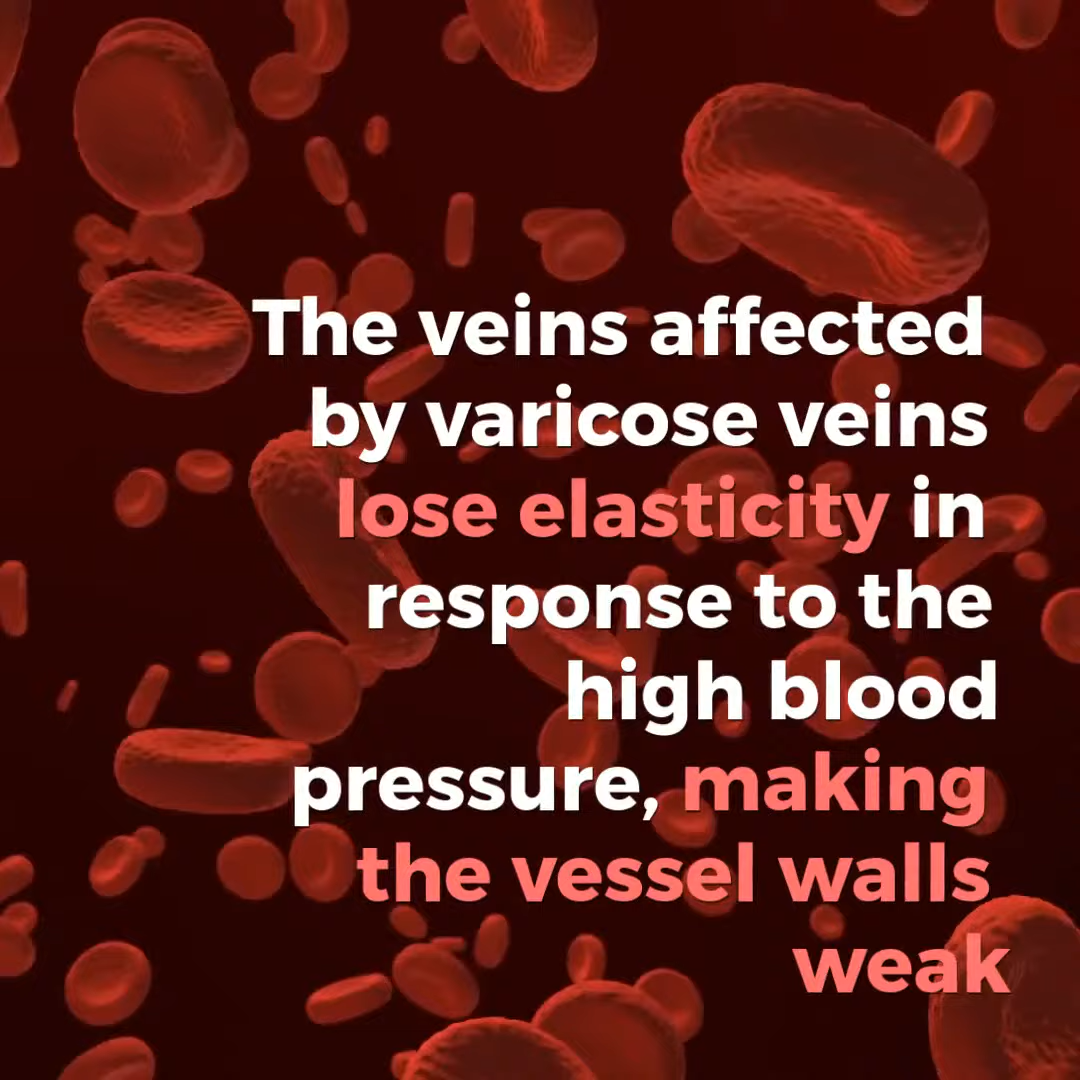 The veins affected
by varicose veins
lose elasticity in
response to the
high blood
pressure, making
the vessel walls
weak